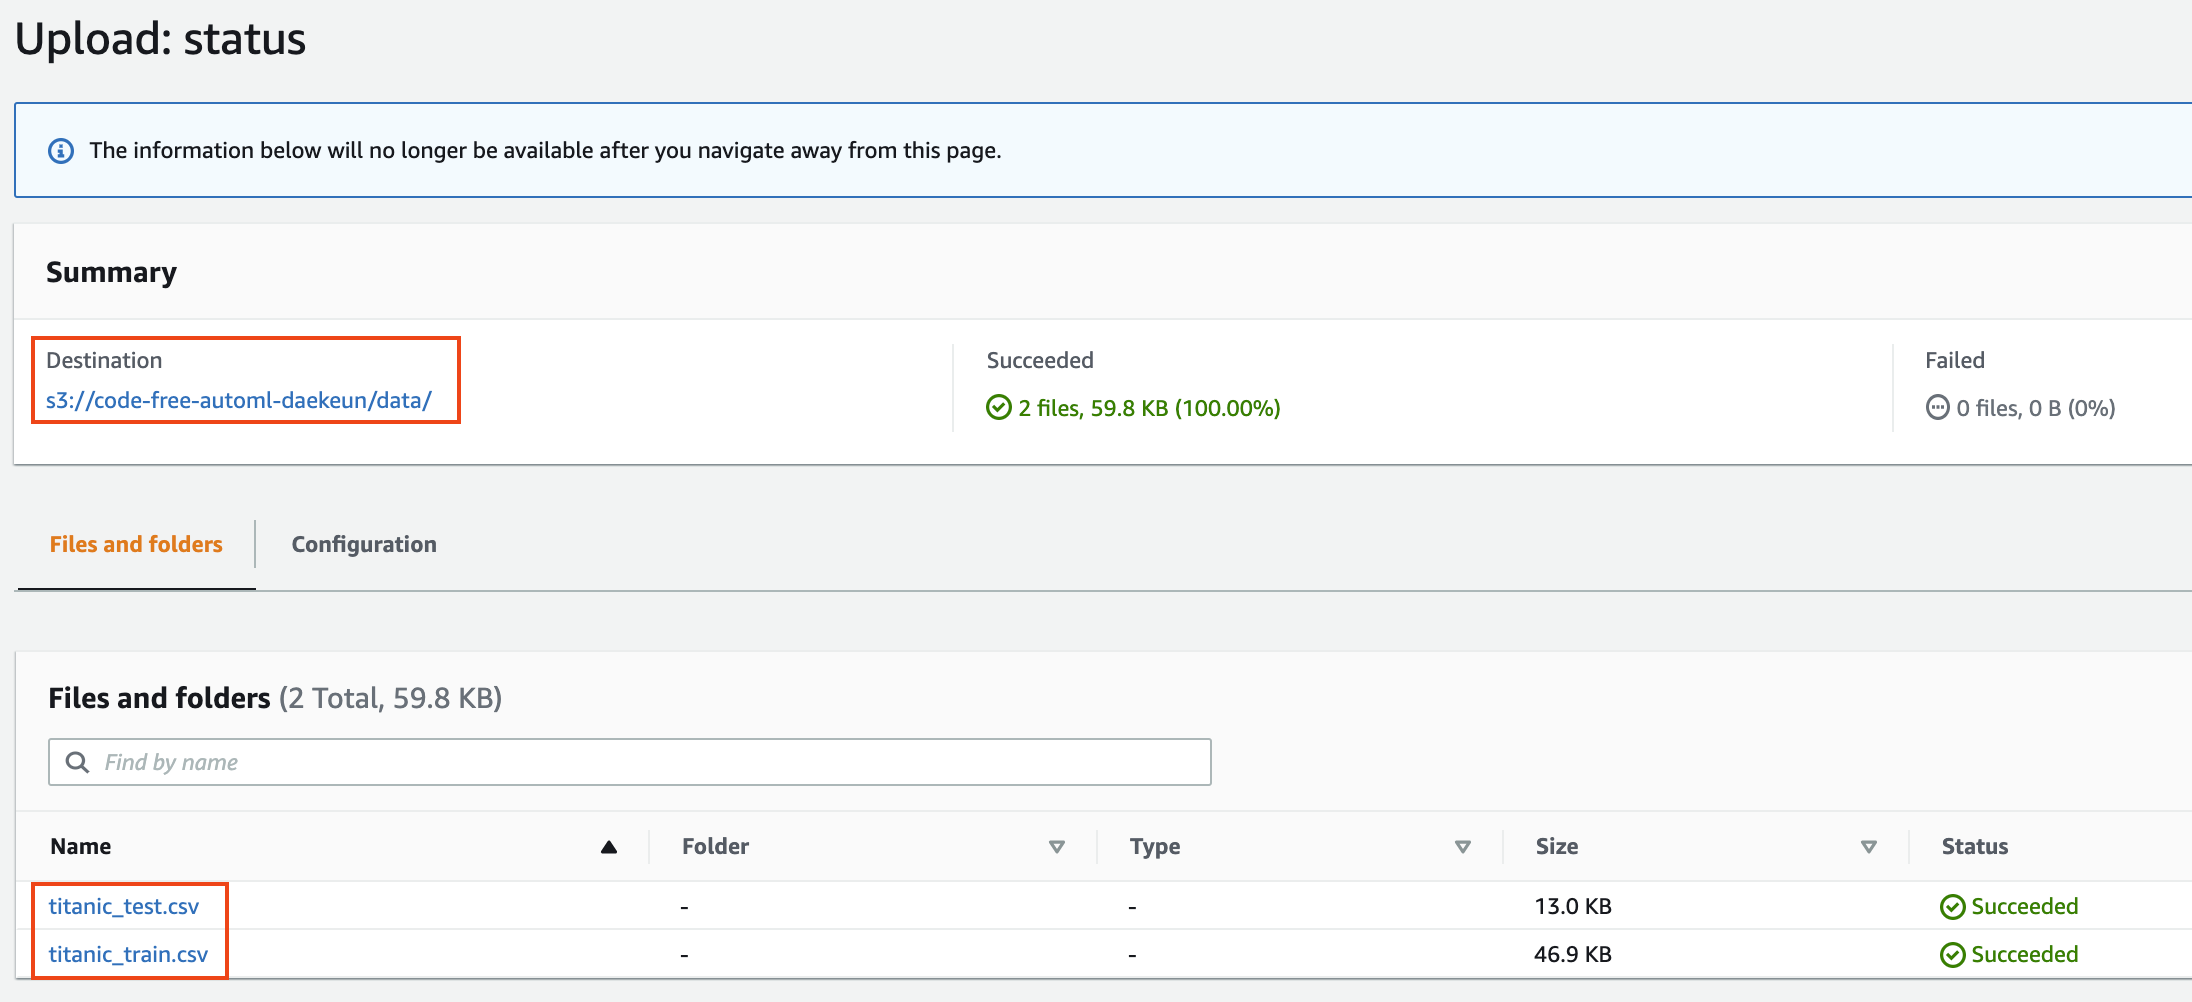 Upload: status
The information below will no longer be available after you navigate away from this page.
Summary
Destination
s3://code-free-automl-daekeun/data/
Succeeded
2 files, 59.8 KB (100.00%)
Failed
0 files, 0 B (0%)
Files and folders
Configuration
Files and folders (2 Total, 59.8 KB)
Find by name
Name Folder Type Size Status
titanic_test.csv - - 13.0 KB Succeeded
titanic_train.csv - - 46.9 KB Succeeded